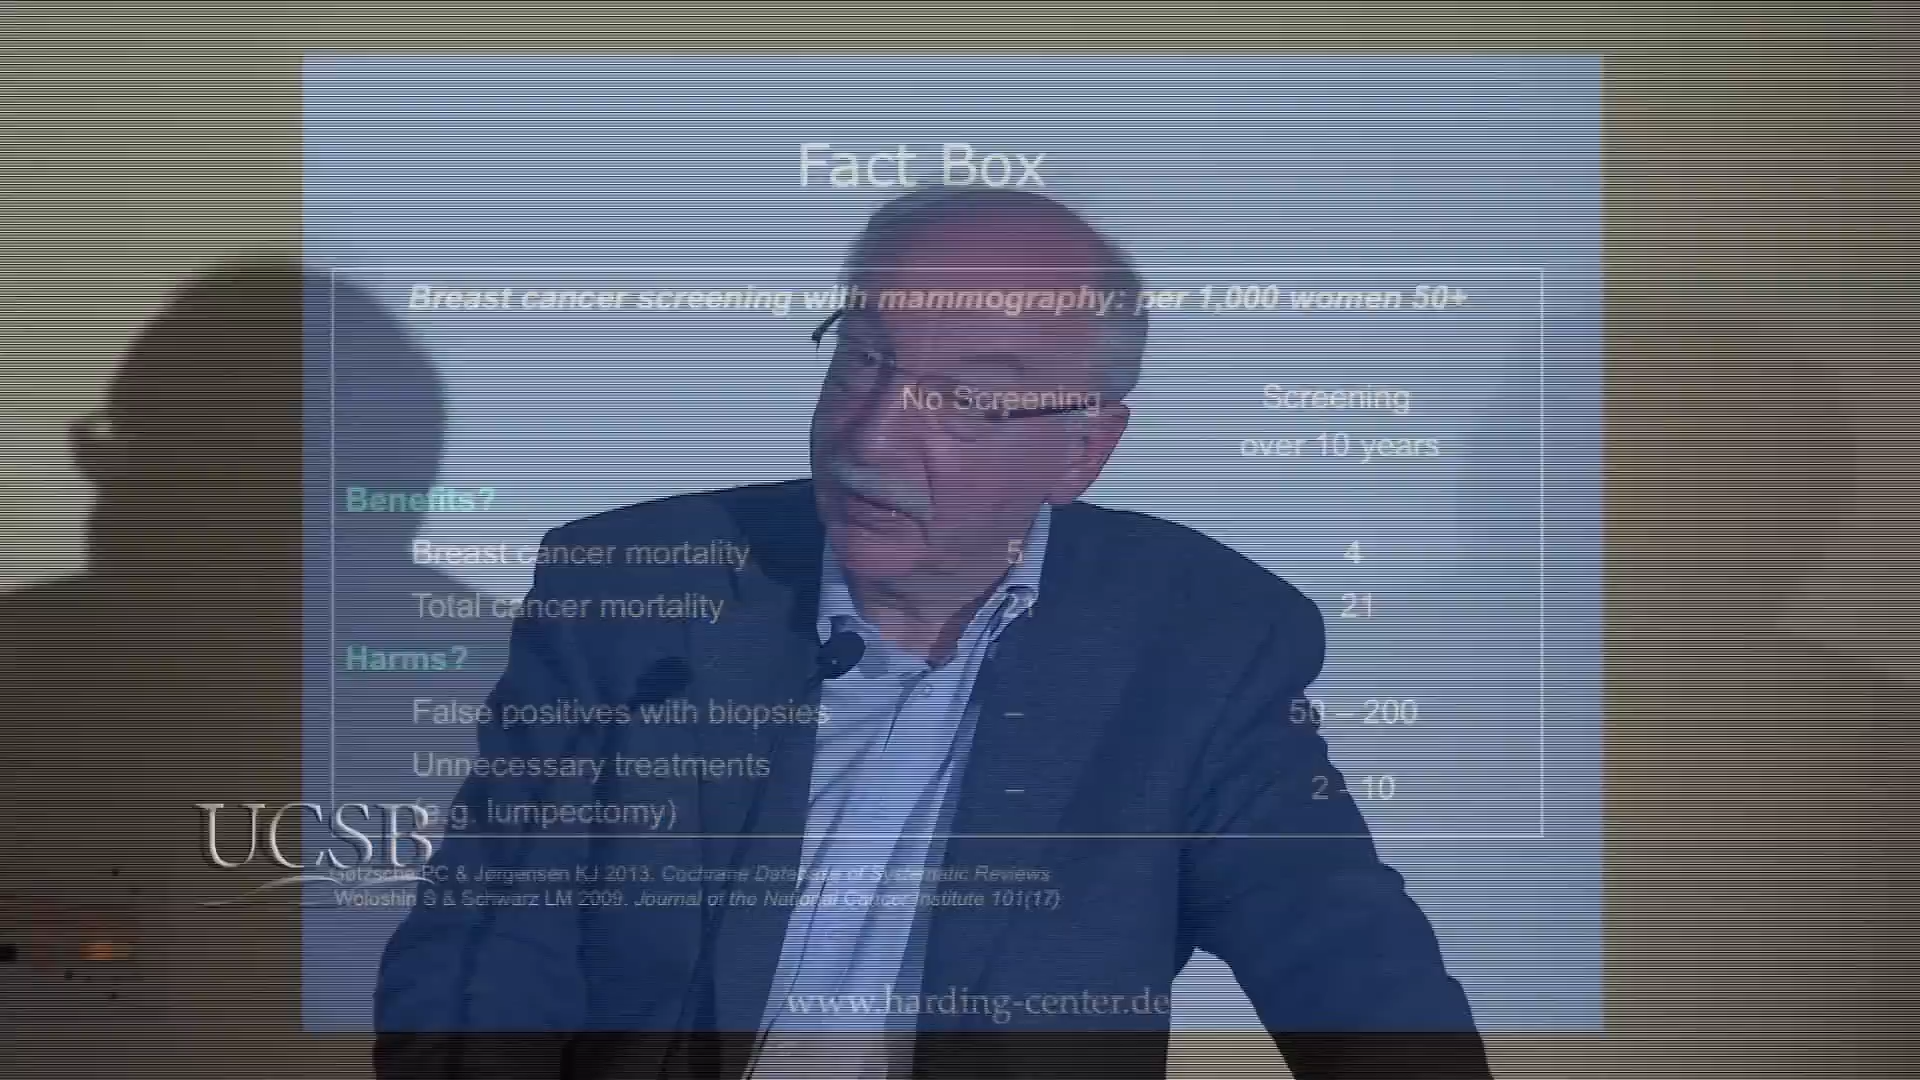 Fact Box
Breast cancer screening with mammography: per 1,000 women 50+
No Screening Screening
over 10 years
Benefits?
Breast cancer mortality 5 4
Total cancer mortality 21 21
Harms?
False positives with biopsies – 50 – 200
Unnecessary treatments
(e.g. lumpectomy) – 2 – 10
UCSB
Gøtzsche PC & Jørgensen KJ 2013. Cochrane Database of Systematic Reviews
Woloshin S & Schwarz LM 2009. Journal of the National Cancer Institute 101(17)
www.harding-center.de